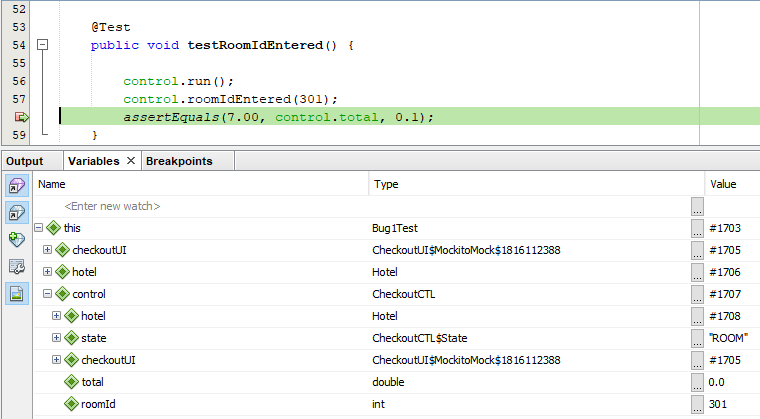 52
53 @Test
54 public void testRoomIdEntered() {
55
56 control.run();
57 control.roomIdEntered(301);
assertEquals(7.00, control.total, 0.1);
59 }
Output Variables × Breakpoints
Name Type Value
<Enter new watch> ...
this Bug1Test ... #1703
checkoutUI CheckoutUI$MockitoMock$1816112388 ... #1705
hotel Hotel ... #1706
control CheckoutCTL ... #1707
hotel Hotel ... #1708
state CheckoutCTL$State ... "ROOM"
checkoutUI CheckoutUI$MockitoMock$1816112388 ... #1705
total double ... 0.0
roomId int ... 301